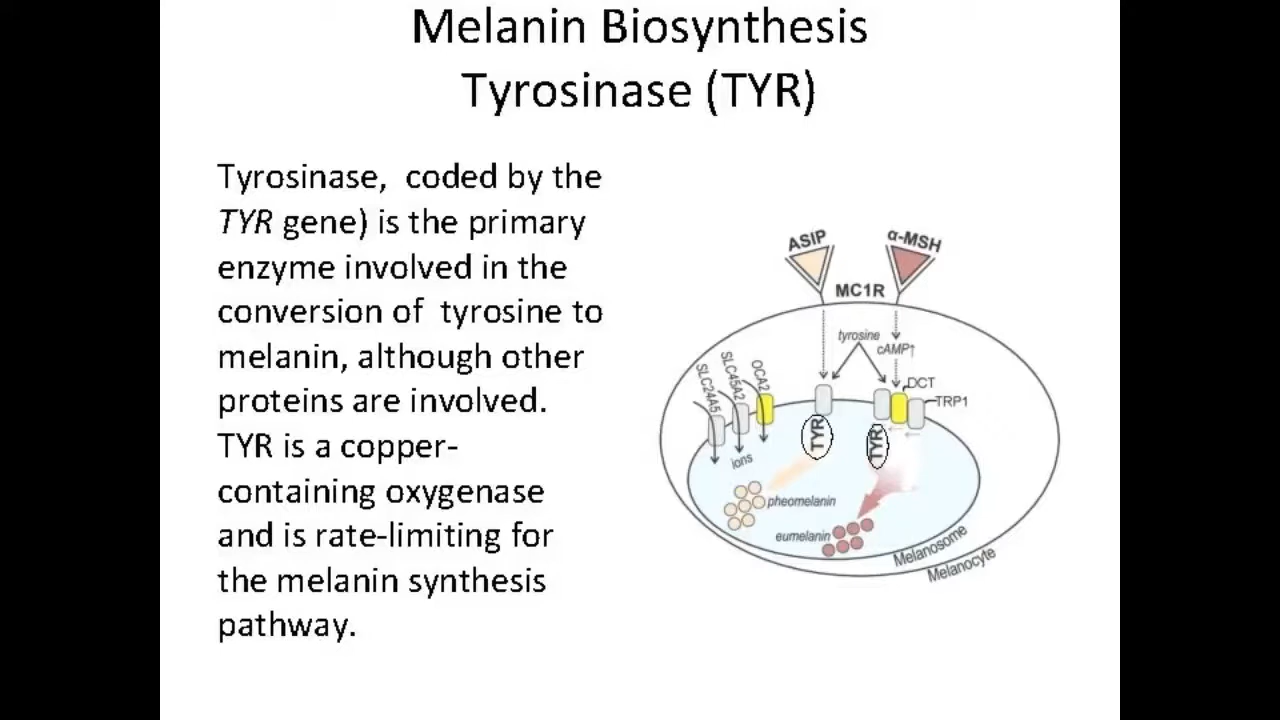 Melanin Biosynthesis
Tyrosinase (TYR)
Tyrosinase,  coded by the
TYR gene) is the primary
enzyme involved in the
conversion of  tyrosine to
melanin, although other
proteins are involved.
TYR is a copper-
containing oxygenase
and is rate-limiting for
the melanin synthesis
pathway.
ASIP
α-MSH
MC1R
tyrosine
cAMP↑
SLC24A5
SLC45A2
OCA2
DCT
TRP1
TYR
TYR
ions
pheomelanin
eumelanin
Melanosome
Melanocyte